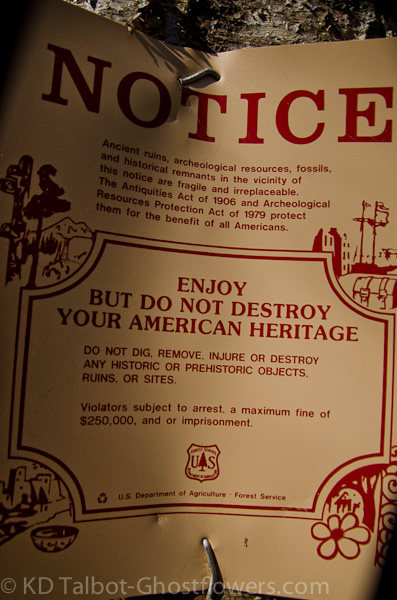 NOTICE
Ancient ruins, archeological resources, fossils,
and historical remnants in the vicinity of
this notice are fragile and irreplaceable.
The Antiquities Act of 1906 and Archeological
Resources Protection Act of 1979 protect
them for the benefit of all Americans.
ENJOY
BUT DO NOT DESTROY
YOUR AMERICAN HERITAGE
DO NOT DIG, REMOVE, INJURE OR DESTROY
ANY HISTORIC OR PREHISTORIC OBJECTS,
RUINS, OR SITES.
Violators subject to arrest, a maximum fine of
$250,000, and or imprisonment.
FOREST SERVICE
U S
U.S. Department of Agriculture · Forest Service
© KD Talbot-Ghostflowers.com